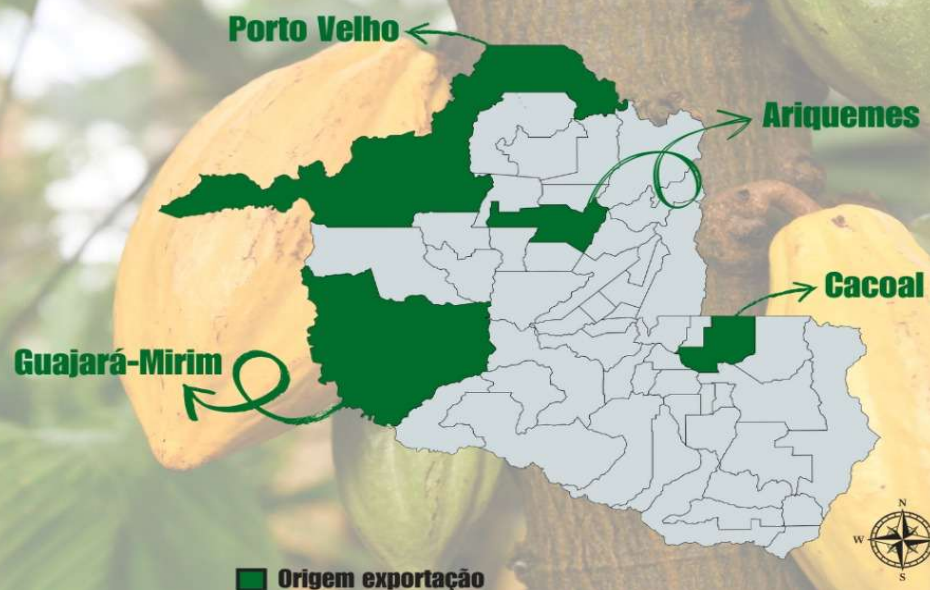 Porto Velho
Ariquemes
Cacoal
Guajará-Mirim
N
W
S
Origem exportação